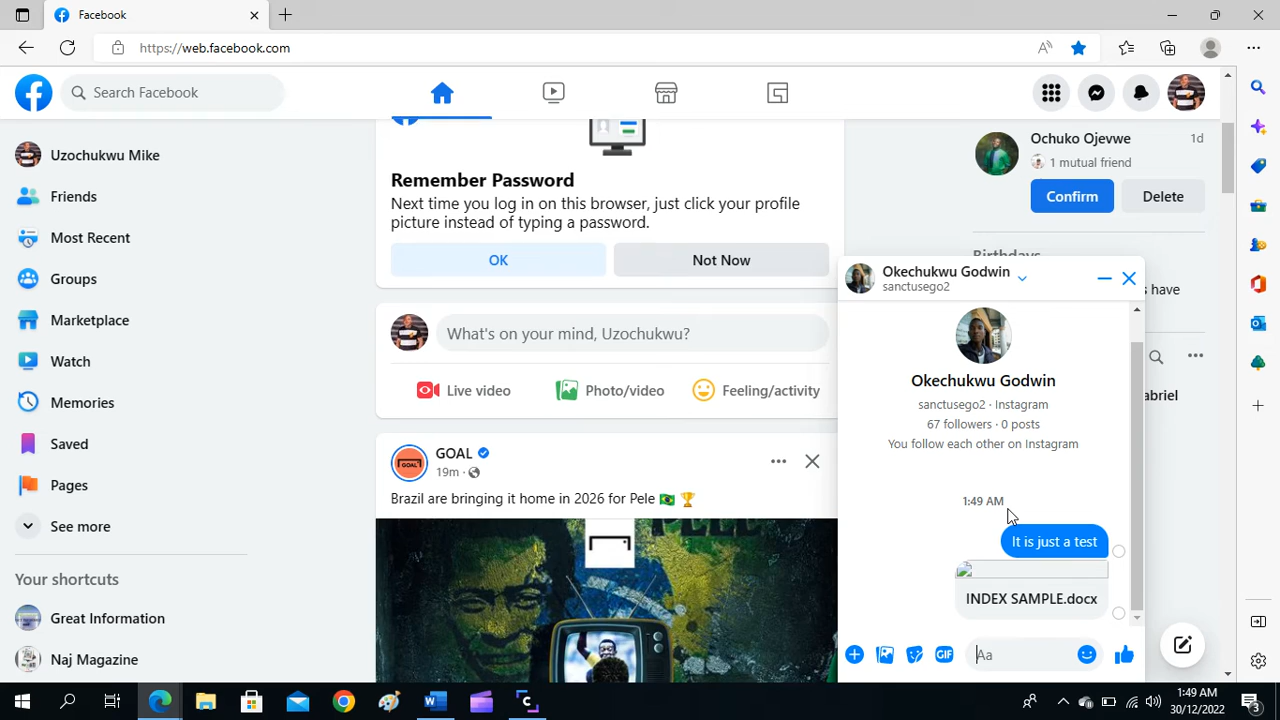 Facebook
https://web.facebook.com
Search Facebook
Uzochukwu Mike
Friends
Most Recent
Groups
Marketplace
Watch
Memories
Saved
Pages
See more
Your shortcuts
Great Information
Naj Magazine
Remember Password
Next time you log in on this browser, just click your profile
picture instead of typing a password.
OK
Not Now
What's on your mind, Uzochukwu?
Live video
Photo/video
Feeling/activity
GOAL
19m ·
Brazil are bringing it home in 2026 for Pele 🇧🇷 🏆
GOAL
Ochuko Ojevwe
1d
1 mutual friend
Confirm
Delete
Birthdays
s have
abriel
Okechukwu Godwin
sanctusego2
Okechukwu Godwin
sanctusego2 · Instagram
67 followers · 0 posts
You follow each other on Instagram
1:49 AM
It is just a test
INDEX SAMPLE.docx
GIF
Aa
1:49 AM
30/12/2022
3